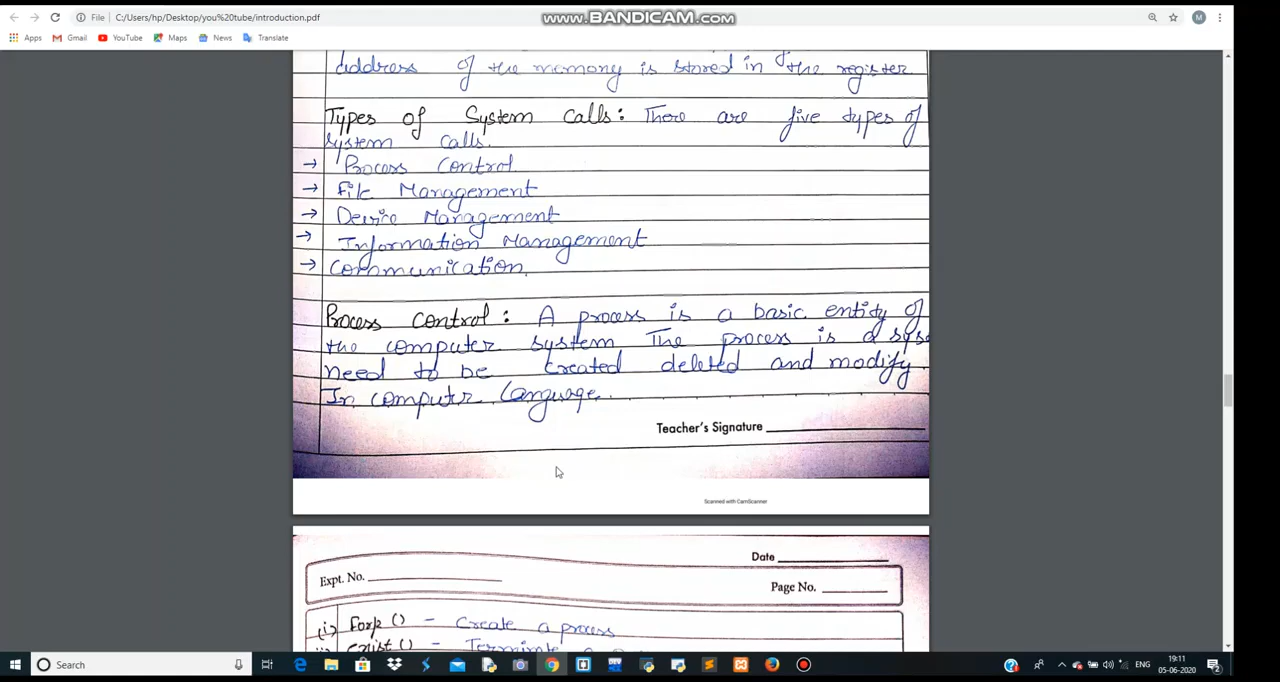 www.BANDICAM.com
File | C:/Users/hp/Desktop/you%20tube/introduction.pdf
M
Apps Gmail YouTube Maps News Translate
address of the memory is stored in the register
Types of System Calls: There are five types of
system calls.
→ Process Control
→ File Management
→ Device Management
→ Information Management
→ Communication.
Process Control: A process is a basic entity of
the computer system The process is a sys
need to be created deleted and modify.
In computer Language.
Teacher's Signature
Scanned with CamScanner
Date
Expt. No.
Page No.
(i) Fork () - Create a process
Terminate
Search
ENG
19:11
05-06-2020
2